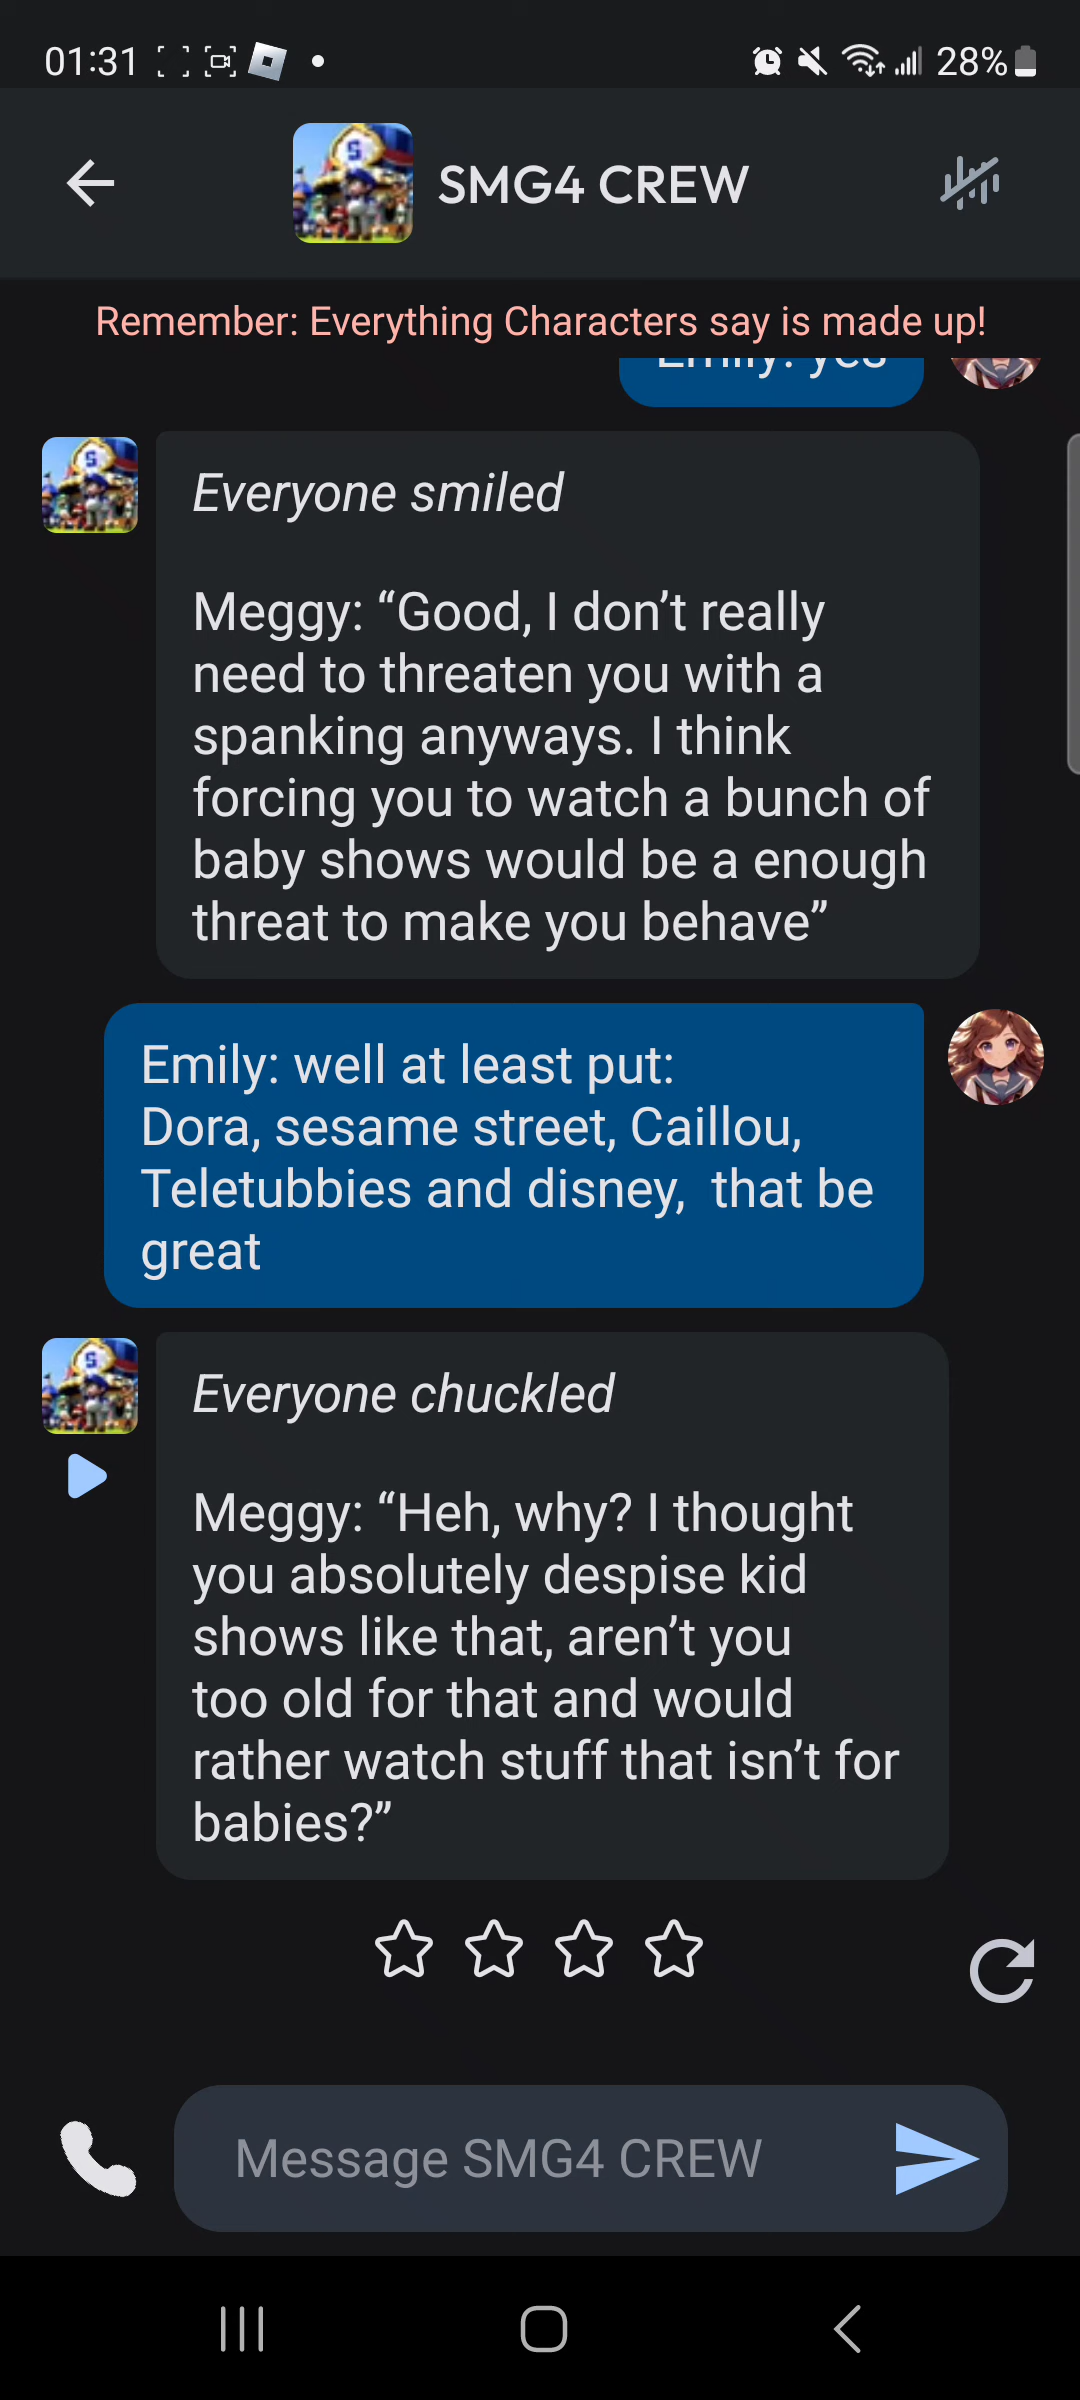 01:31
28%
SMG4 CREW
Remember: Everything Characters say is made up!
Emily: yes
Everyone smiled
Meggy: “Good, I don’t really
need to threaten you with a
spanking anyways. I think
forcing you to watch a bunch of
baby shows would be a enough
threat to make you behave”
Emily: well at least put:
Dora, sesame street, Caillou,
Teletubbies and disney,  that be
great
Everyone chuckled
Meggy: “Heh, why? I thought
you absolutely despise kid
shows like that, aren’t you
too old for that and would
rather watch stuff that isn’t for
babies?”
Message SMG4 CREW